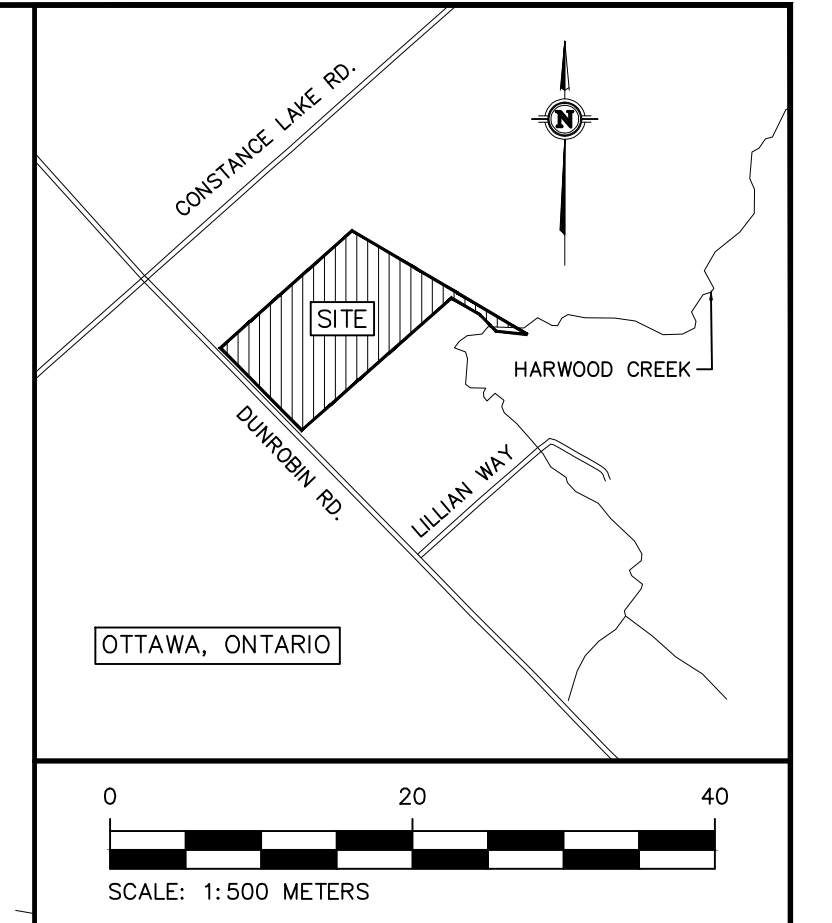 CONSTANCE LAKE RD.
N
SITE
HARWOOD CREEK
DUNROBIN RD.
LILLIAN WAY
OTTAWA, ONTARIO
0 20 40
SCALE: 1:500 METERS